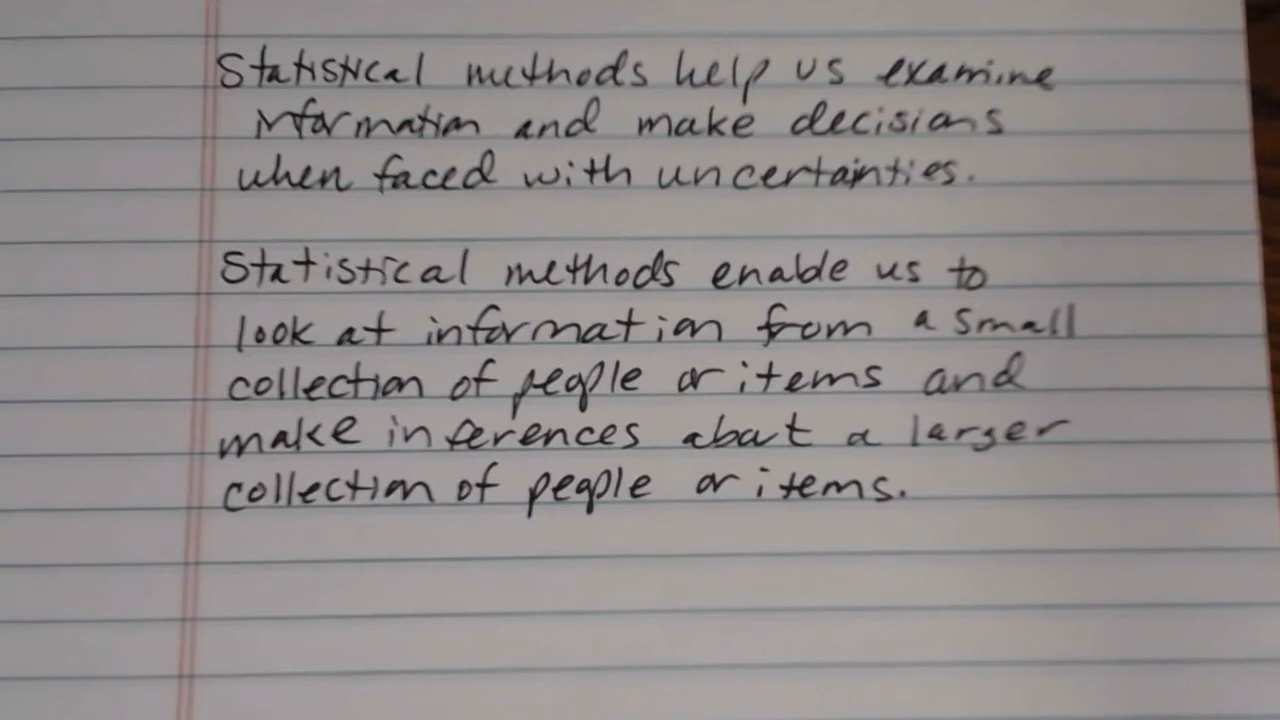 Statistical methods help us examine
information and make decisions
when faced with uncertainties.
Statistical methods enable us to
look at information from a small
collection of people or items and
make inferences about a larger
collection of people or items.